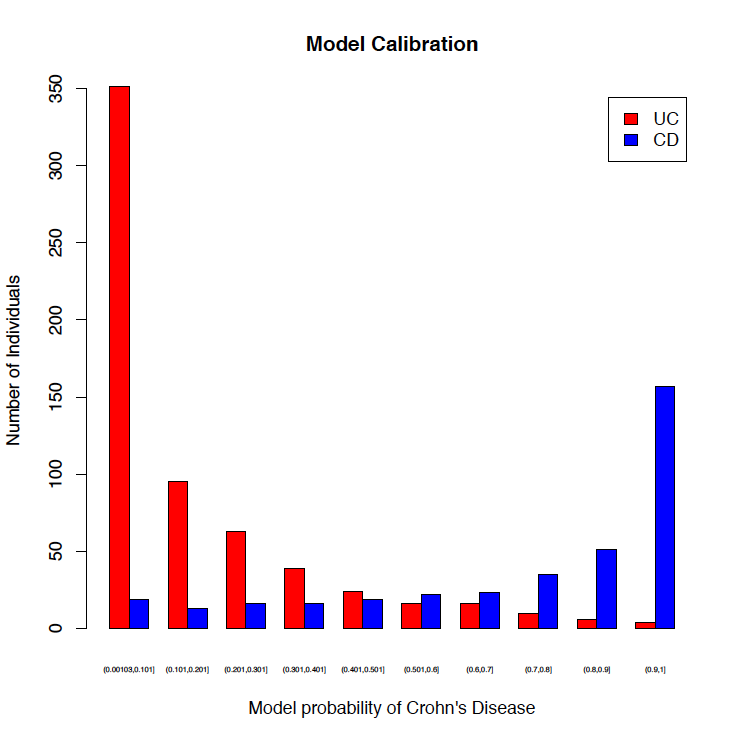 Model Calibration
UC
CD
Number of Individuals
350
300
250
200
150
100
50
0
(0.00103,0.101] (0.101,0.201] (0.201,0.301] (0.301,0.401] (0.401,0.501] (0.501,0.6] (0.6,0.7] (0.7,0.8] (0.8,0.9] (0.9,1]
Model probability of Crohn's Disease